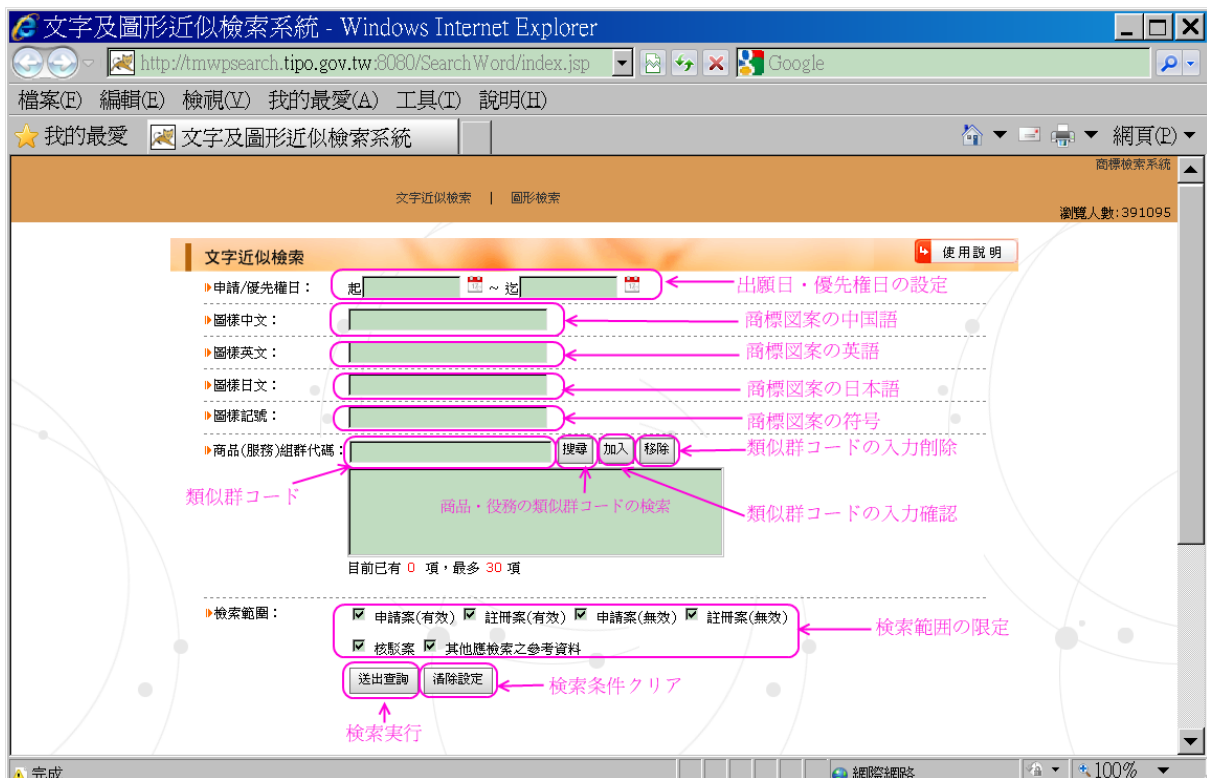 文字及圖形近似檢索系統 - Windows Internet Explorer
http://tmwpsearch.tipo.gov.tw:8080/SearchWord/index.jsp Google
檔案(F) 編輯(E) 檢視(V) 我的最愛(A) 工具(T) 說明(H)
我的最愛 文字及圖形近似檢索系統 網頁(P)
商標檢索系統
文字近似檢索 | 圖形檢索
瀏覽人數:391095
文字近似檢索 使用說明
申請/優先權日： 起 ~ 迄 出願日・優先権日の設定
圖樣中文： 商標図案の中国語
圖樣英文： 商標図案の英語
圖樣日文： 商標図案の日本語
圖樣記號： 商標図案の符号
商品(服務)組群代碼： 搜尋 加入 移除 類似群コードの入力削除
類似群コード 商品・役務の類似群コードの検索 類似群コードの入力確認
目前已有 0 項，最多 30 項
檢索範圍： 申請案(有效) 註冊案(有效) 申請案(無效) 註冊案(無效) 検索範囲の限定
核駁案 其他應檢索之參考資料
送出查詢 清除設定 検索条件クリア
検索実行
完成 網際網路 100%